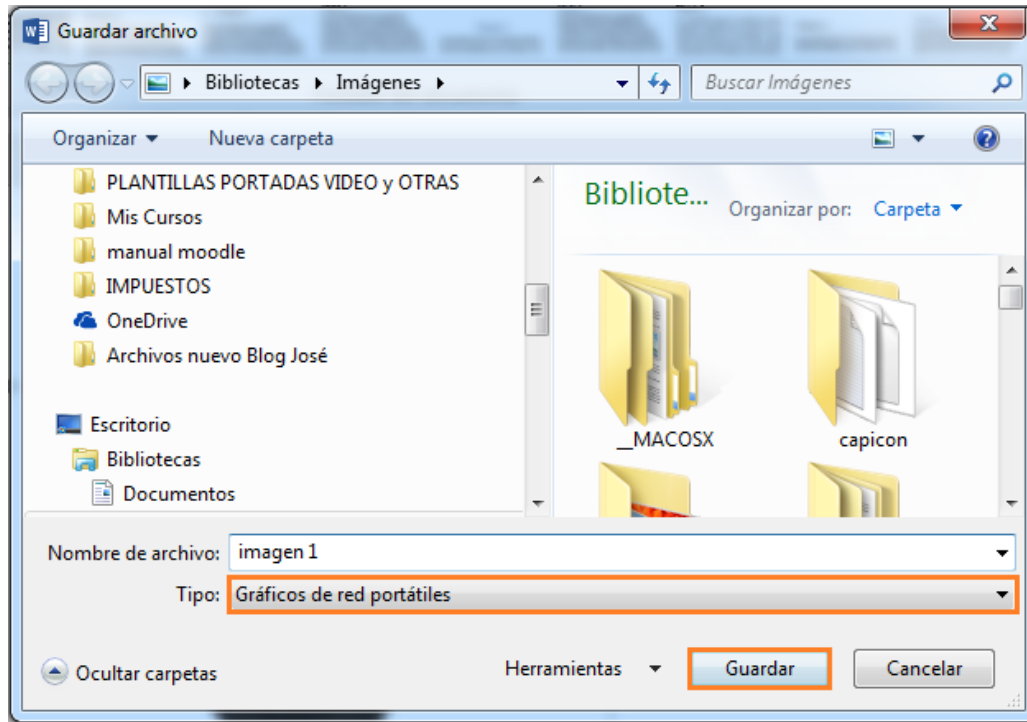 Guardar archivo
Bibliotecas Imágenes
Buscar Imágenes
Organizar
Nueva carpeta
PLANTILLAS PORTADAS VIDEO y OTRAS
Mis Cursos
manual moodle
IMPUESTOS
OneDrive
Archivos nuevo Blog José
Escritorio
Bibliotecas
Documentos
Bibliote...
Organizar por: Carpeta
__MACOSX
capicon
Nombre de archivo: imagen 1
Tipo: Gráficos de red portátiles
Ocultar carpetas
Herramientas
Guardar
Cancelar